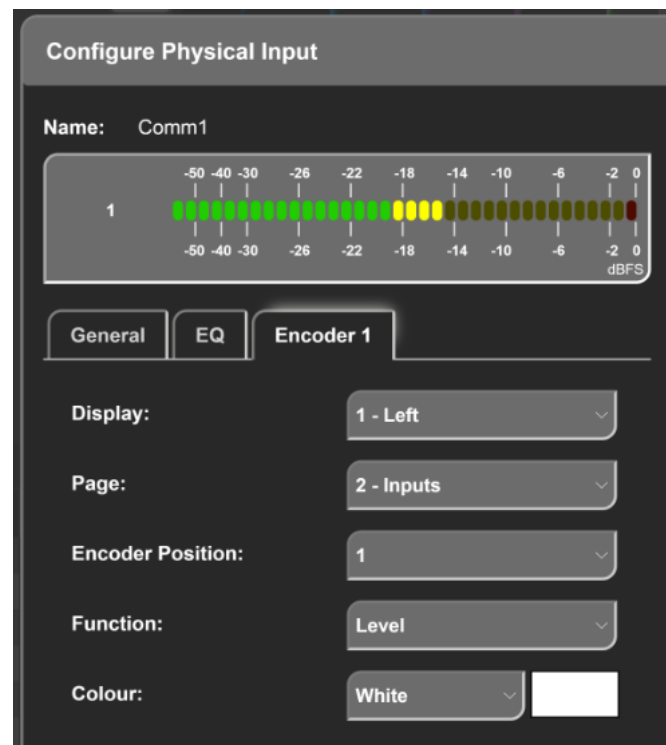 Configure Physical Input
Name: Comm1
-50 -40 -30 -26 -22 -18 -14 -10 -6 -2 0
1
-50 -40 -30 -26 -22 -18 -14 -10 -6 -2 0
dBFS
General EQ Encoder 1
Display: 1 - Left
Page: 2 - Inputs
Encoder Position: 1
Function: Level
Colour: White